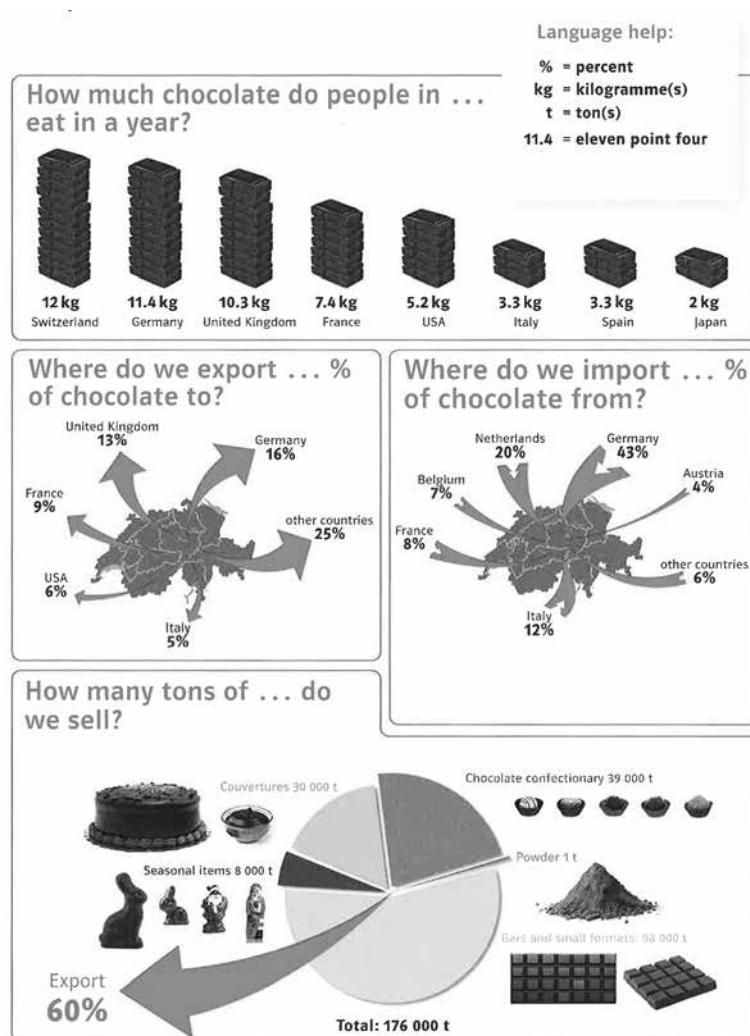 Language help:
% = percent
kg = kilogramme(s)
t = ton(s)
11.4 = eleven point four
How much chocolate do people in ...
eat in a year?
12 kg
Switzerland
11.4 kg
Germany
10.3 kg
United Kingdom
7.4 kg
France
5.2 kg
USA
3.3 kg
Italy
3.3 kg
Spain
2 kg
Japan
Where do we export ... %
of chocolate to?
United Kingdom
13%
Germany
16%
France
9%
other countries
25%
USA
6%
Italy
5%
Where do we import ... %
of chocolate from?
Netherlands
20%
Germany
43%
Belgium
7%
Austria
4%
France
8%
other countries
6%
Italy
12%
How many tons of ... do
we sell?
Couvertures 30 000 t
Chocolate confectionary 39 000 t
Seasonal items 8 000 t
Powder 1 t
Bars and small formats: 98 000 t
Export
60%
Total: 176 000 t